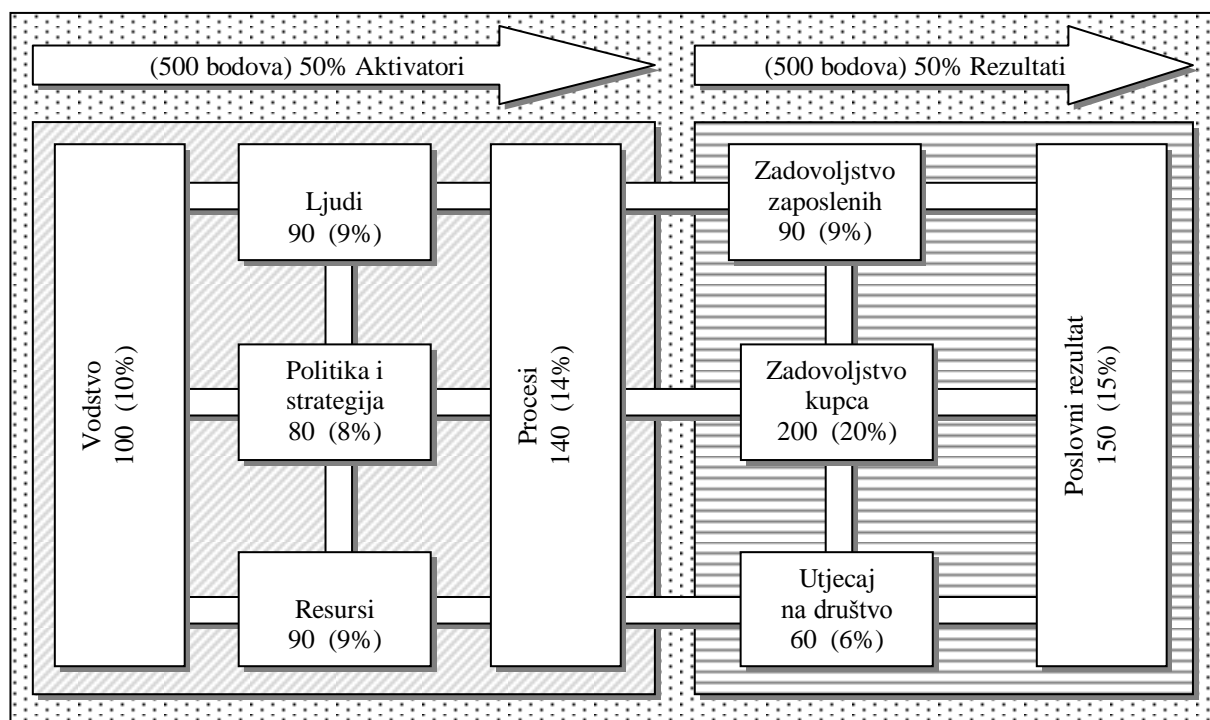 (500 bodova) 50% Aktivatori
(500 bodova) 50% Rezultati
Vodstvo
100 (10%)
Ljudi
90 (9%)
Politika i
strategija
80 (8%)
Resursi
90 (9%)
Procesi
140 (14%)
Zadovoljstvo
zaposlenih
90 (9%)
Zadovoljstvo
kupca
200 (20%)
Utjecaj
na društvo
60 (6%)
Poslovni rezultat
150 (15%)